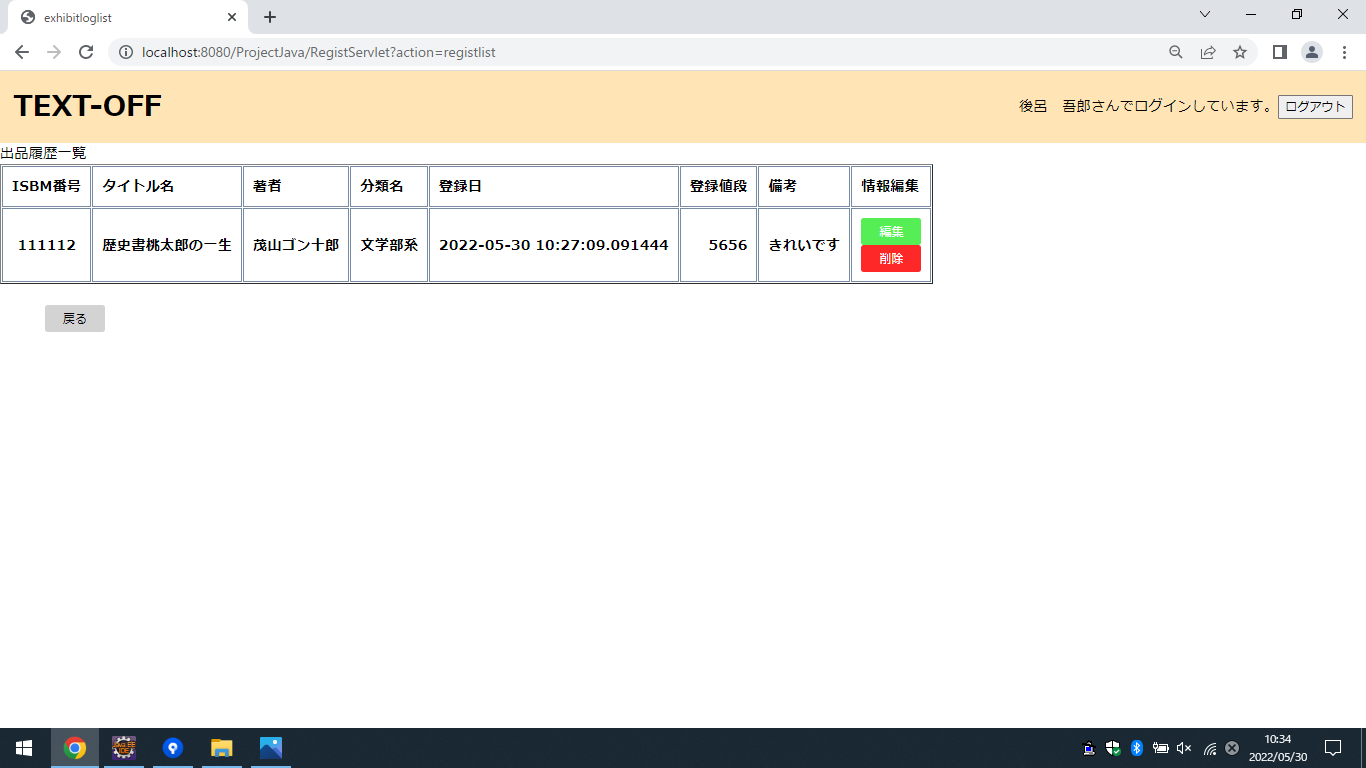 exhibitloglist
localhost:8080/ProjectJava/RegistServlet?action=registlist
TEXT-OFF
後呂　吾郎さんでログインしています。 ログアウト
出品履歴一覧
ISBM番号 タイトル名 著者 分類名 登録日 登録値段 備考 情報編集
111112 歴史書桃太郎の一生 茂山ゴン十郎 文学部系 2022-05-30 10:27:09.091444 5656 きれいです 編集
削除
戻る
10:34
2022/05/30